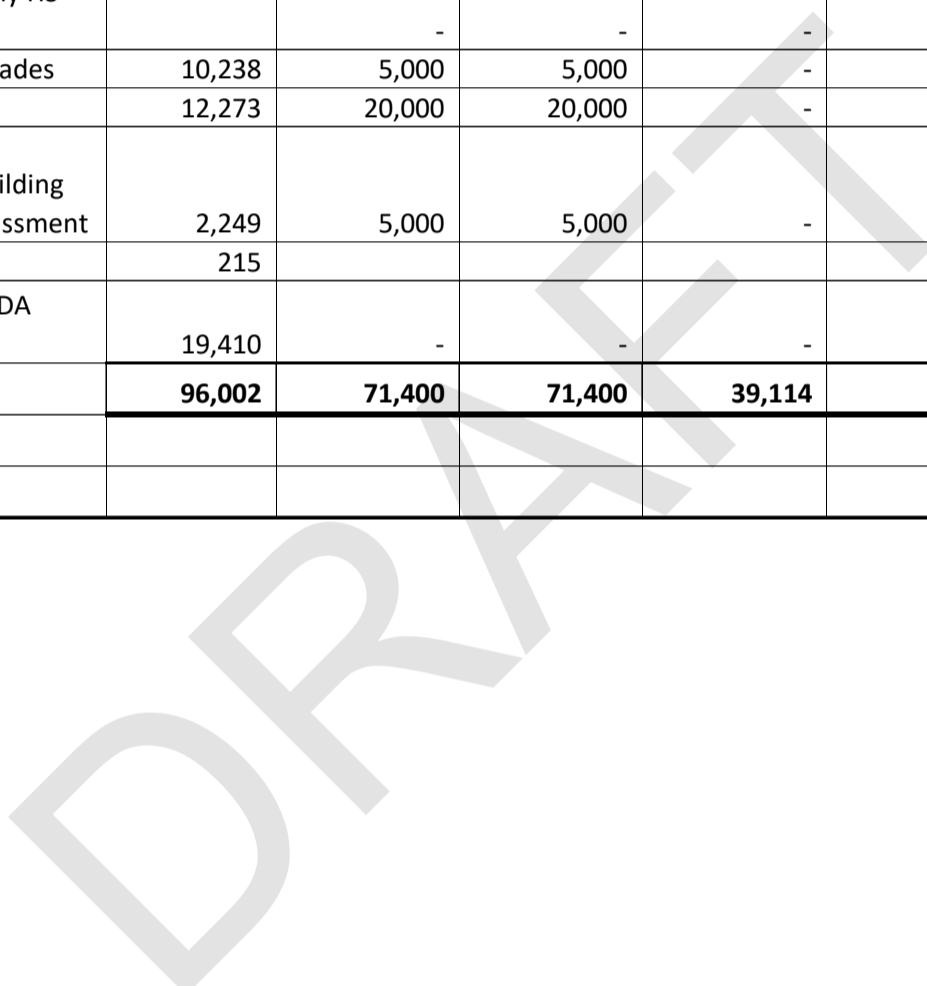 - - -
ades 10,238 5,000 5,000 -
12,273 20,000 20,000 -
ilding
ssment 2,249 5,000 5,000 -
215
DA
19,410 - - -
96,002 71,400 71,400 39,114
DRAFT